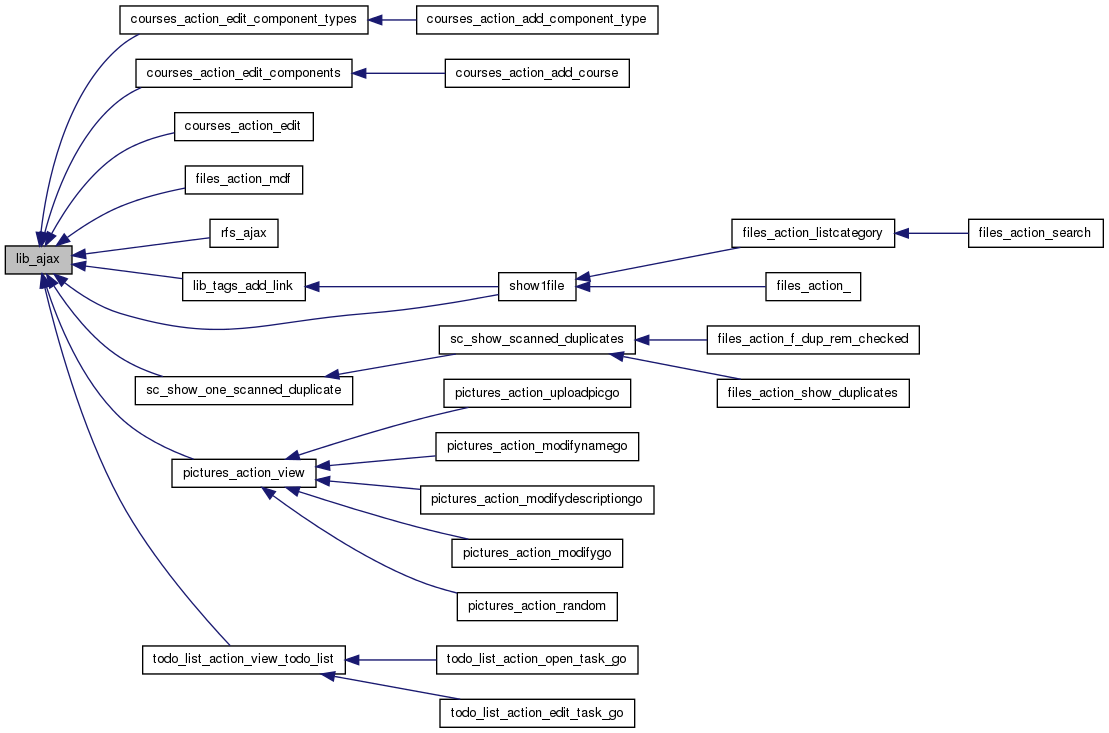 courses_action_edit_component_types
courses_action_add_component_type
courses_action_edit_components
courses_action_add_course
courses_action_edit
files_action_mdf
rfs_ajax
files_action_listcategory
files_action_search
lib_ajax
lib_tags_add_link
show1file
files_action_
sc_show_scanned_duplicates
files_action_f_dup_rem_checked
sc_show_one_scanned_duplicate
files_action_show_duplicates
pictures_action_uploadpicgo
pictures_action_modifynamego
pictures_action_view
pictures_action_modifydescriptiongo
pictures_action_modifygo
pictures_action_random
todo_list_action_view_todo_list
todo_list_action_open_task_go
todo_list_action_edit_task_go